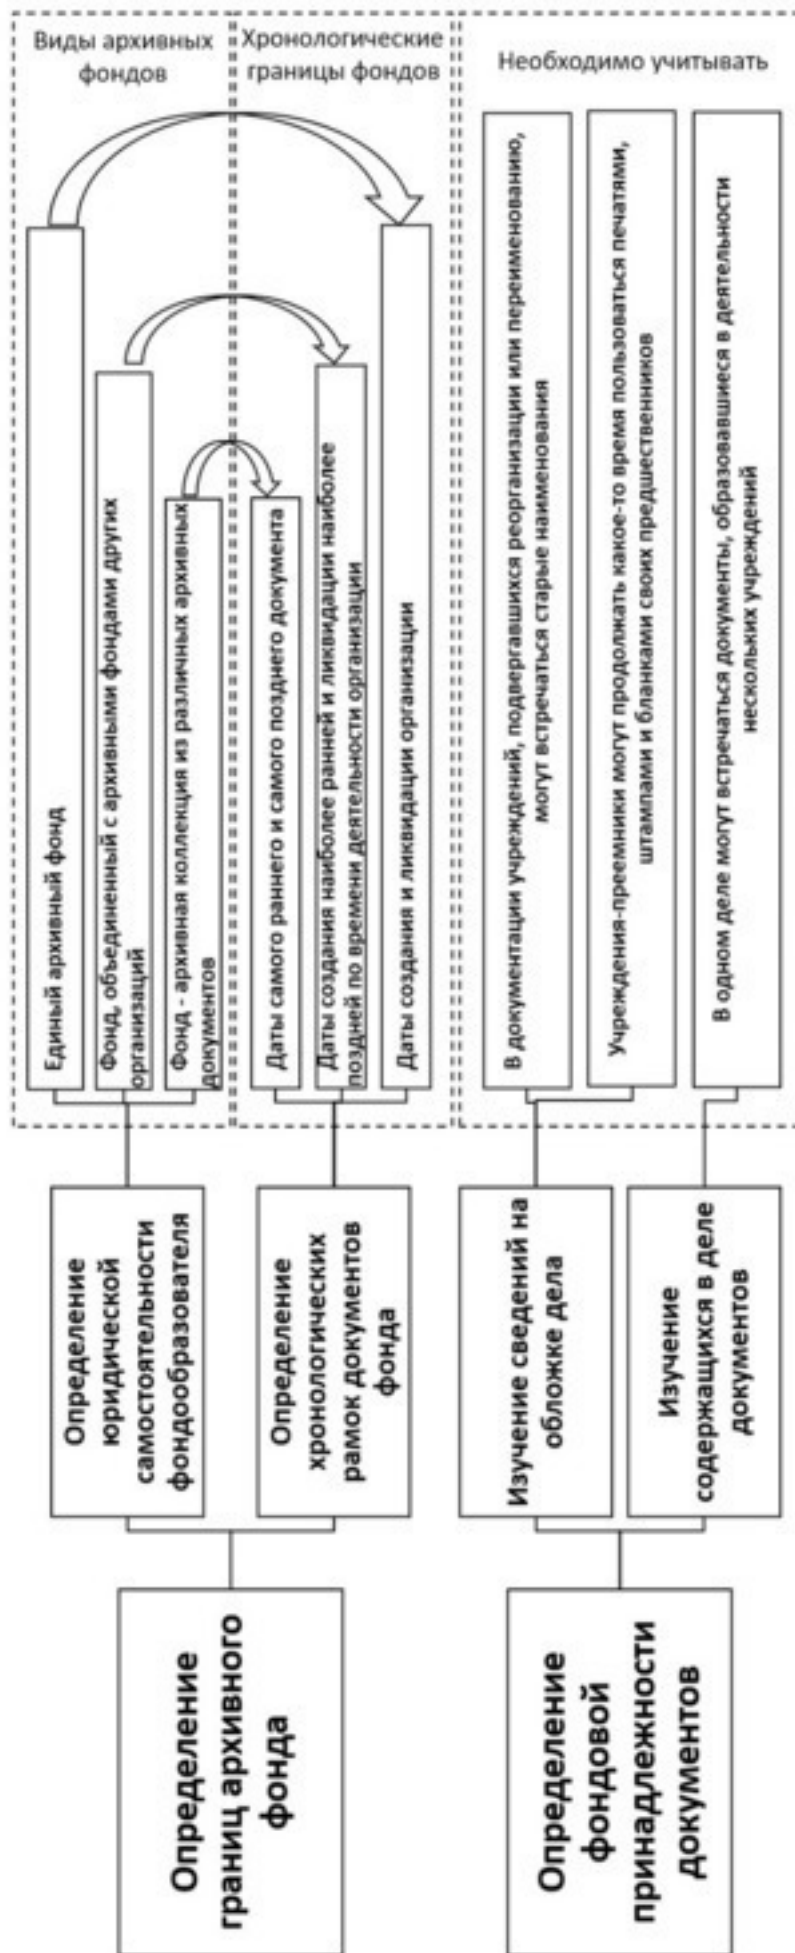 Виды архивных
фондов
Хронологические
границы фондов
Необходимо учитывать
Единый архивный фонд
Фонд, объединенный с архивными фондами других
организаций
Фонд - архивная коллекция из различных архивных
документов
Даты самого раннего и самого позднего документа
Даты создания наиболее ранней и ликвидации наиболее
поздней по времени деятельности организации
Даты создания и ликвидации организации
В документации учреждений, подвергавшихся реорганизации или переименованию,
могут встречаться старые наименования
Учреждения-преемники могут продолжать какое-то время пользоваться печатями,
штампами и бланками своих предшественников
В одном деле могут встречаться документы, образовавшиеся в деятельности
нескольких учреждений
Определение
юридической
самостоятельности
фондообразователя
Определение
хронологических
рамок документов
фонда
Изучение сведений на
обложке дела
Изучение
содержащихся в деле
документов
Определение
границ архивного
фонда
Определение
фондовой
принадлежности
документов